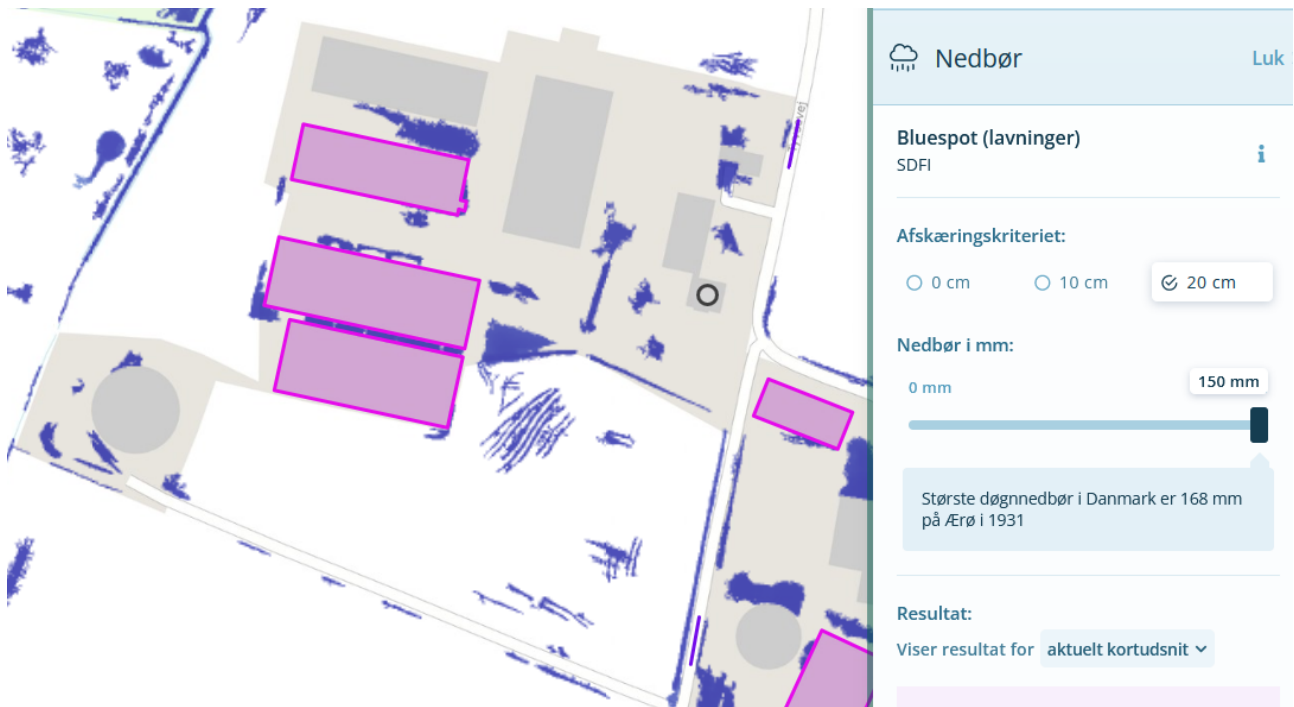 Nedbør
Luk
Bluespot (lavninger)
SDFI
Afskæringskriteriet:
0 cm
10 cm
20 cm
Nedbør i mm:
0 mm
150 mm
Største døgnnedbør i Danmark er 168 mm
på Ærø i 1931
Resultat:
Viser resultat for aktuelt kortudsnit